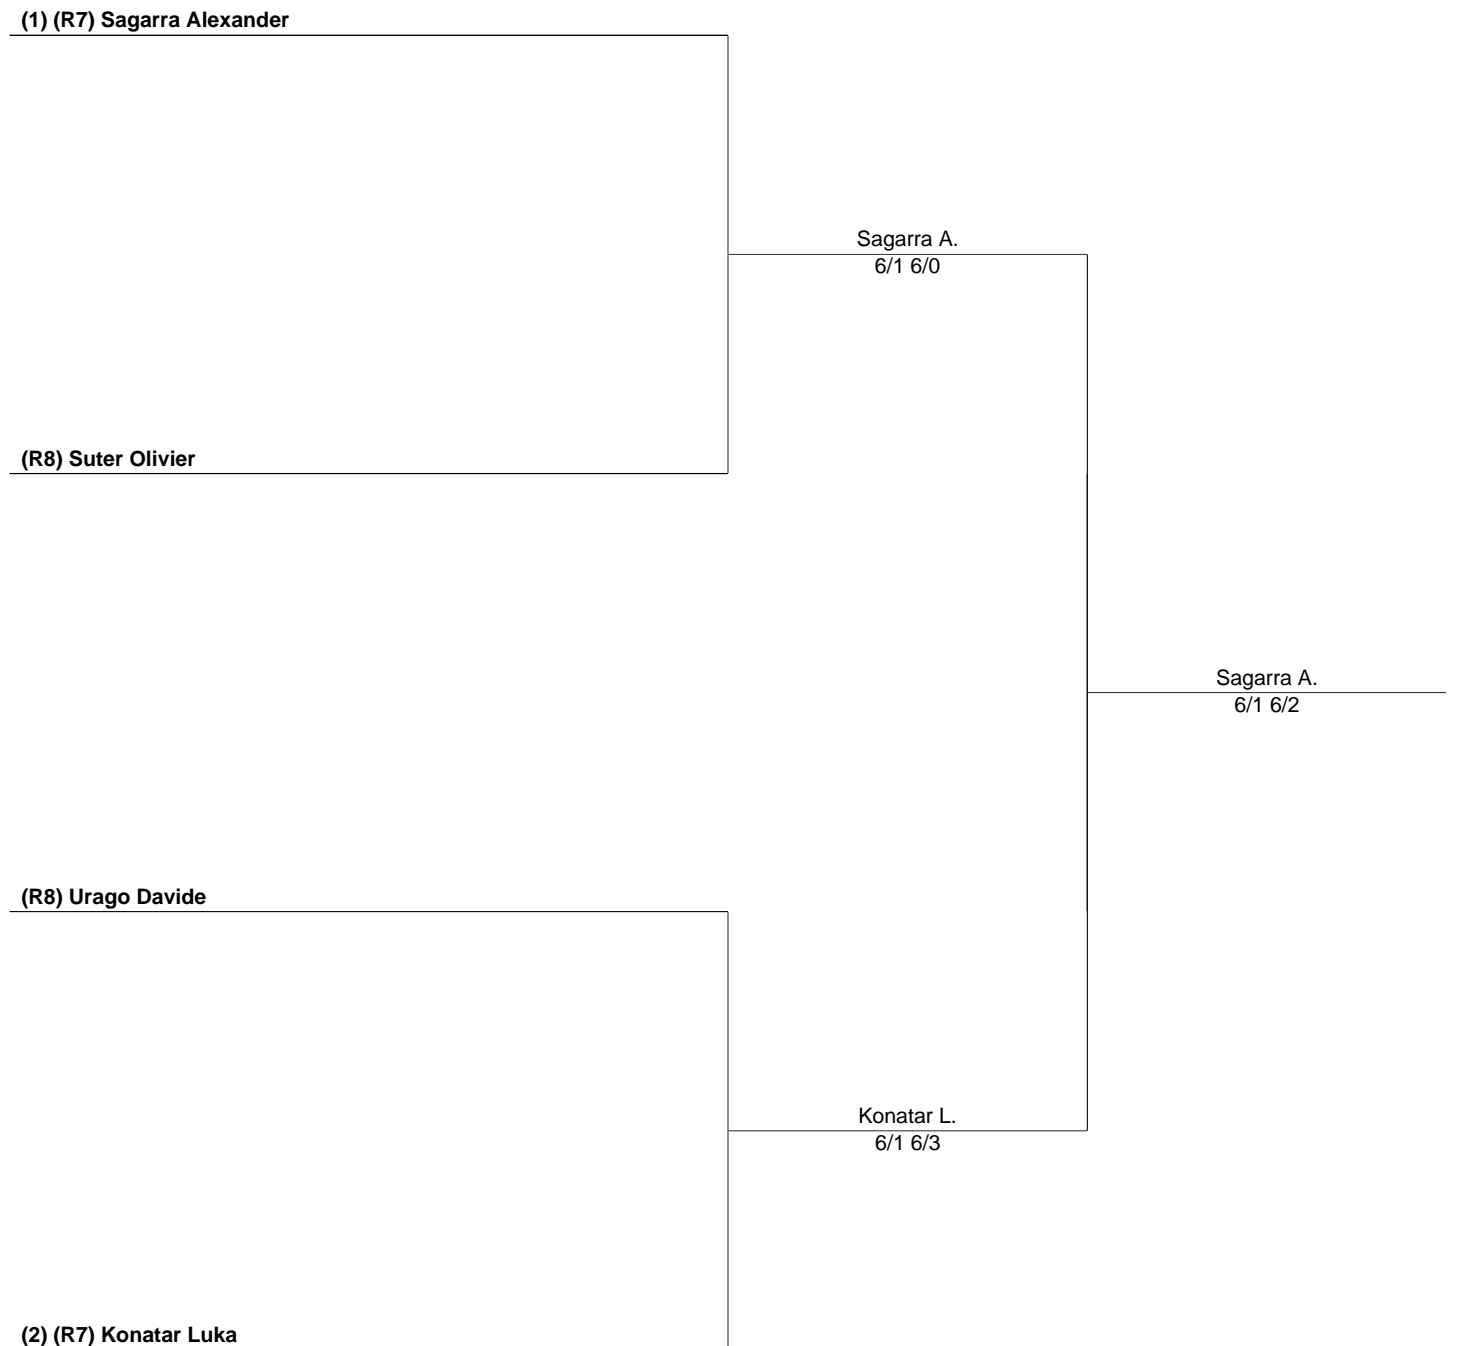 (1) (R7) Sagarra Alexander
Sagarra A.
6/1 6/0
(R8) Suter Olivier
Sagarra A.
6/1 6/2
(R8) Urago Davide
Konatar L.
6/1 6/3
(2) (R7) Konatar Luka